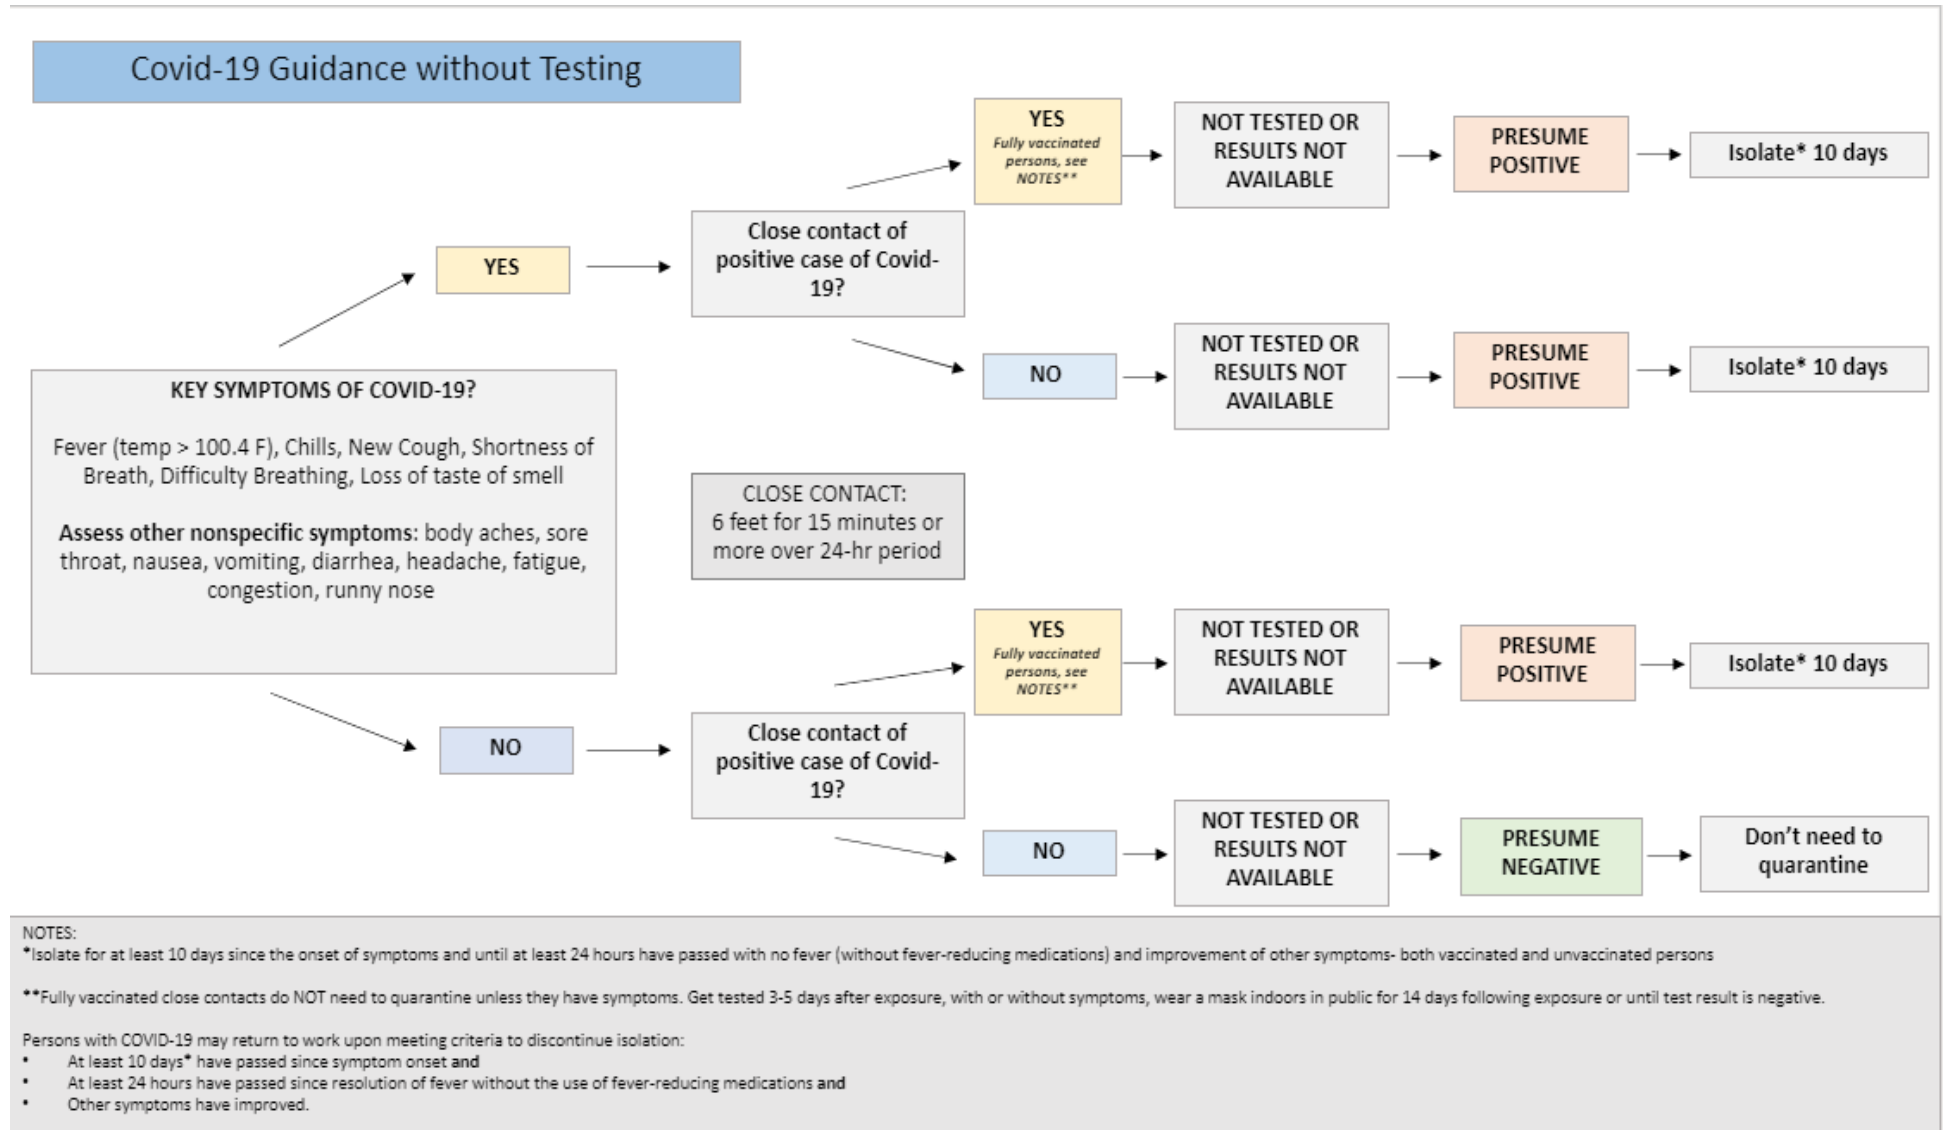 Covid-19 Guidance without Testing
YES
Fully vaccinated
persons, see
NOTES**
NOT TESTED OR
RESULTS NOT
AVAILABLE
PRESUME
POSITIVE
Isolate* 10 days
YES
Close contact of
positive case of Covid-
19?
NO
NOT TESTED OR
RESULTS NOT
AVAILABLE
PRESUME
POSITIVE
Isolate* 10 days
KEY SYMPTOMS OF COVID-19?
Fever (temp > 100.4 F), Chills, New Cough, Shortness of
Breath, Difficulty Breathing, Loss of taste of smell
Assess other nonspecific symptoms: body aches, sore
throat, nausea, vomiting, diarrhea, headache, fatigue,
congestion, runny nose
CLOSE CONTACT:
6 feet for 15 minutes or
more over 24-hr period
YES
Fully vaccinated
persons, see
NOTES**
NOT TESTED OR
RESULTS NOT
AVAILABLE
PRESUME
POSITIVE
Isolate* 10 days
NO
Close contact of
positive case of Covid-
19?
NO
NOT TESTED OR
RESULTS NOT
AVAILABLE
PRESUME
NEGATIVE
Don't need to
quarantine
NOTES:
*Isolate for at least 10 days since the onset of symptoms and until at least 24 hours have passed with no fever (without fever-reducing medications) and improvement of other symptoms- both vaccinated and unvaccinated persons
**Fully vaccinated close contacts do NOT need to quarantine unless they have symptoms. Get tested 3-5 days after exposure, with or without symptoms, wear a mask indoors in public for 14 days following exposure or until test result is negative.
Persons with COVID-19 may return to work upon meeting criteria to discontinue isolation:
• At least 10 days* have passed since symptom onset and
• At least 24 hours have passed since resolution of fever without the use of fever-reducing medications and
• Other symptoms have improved.